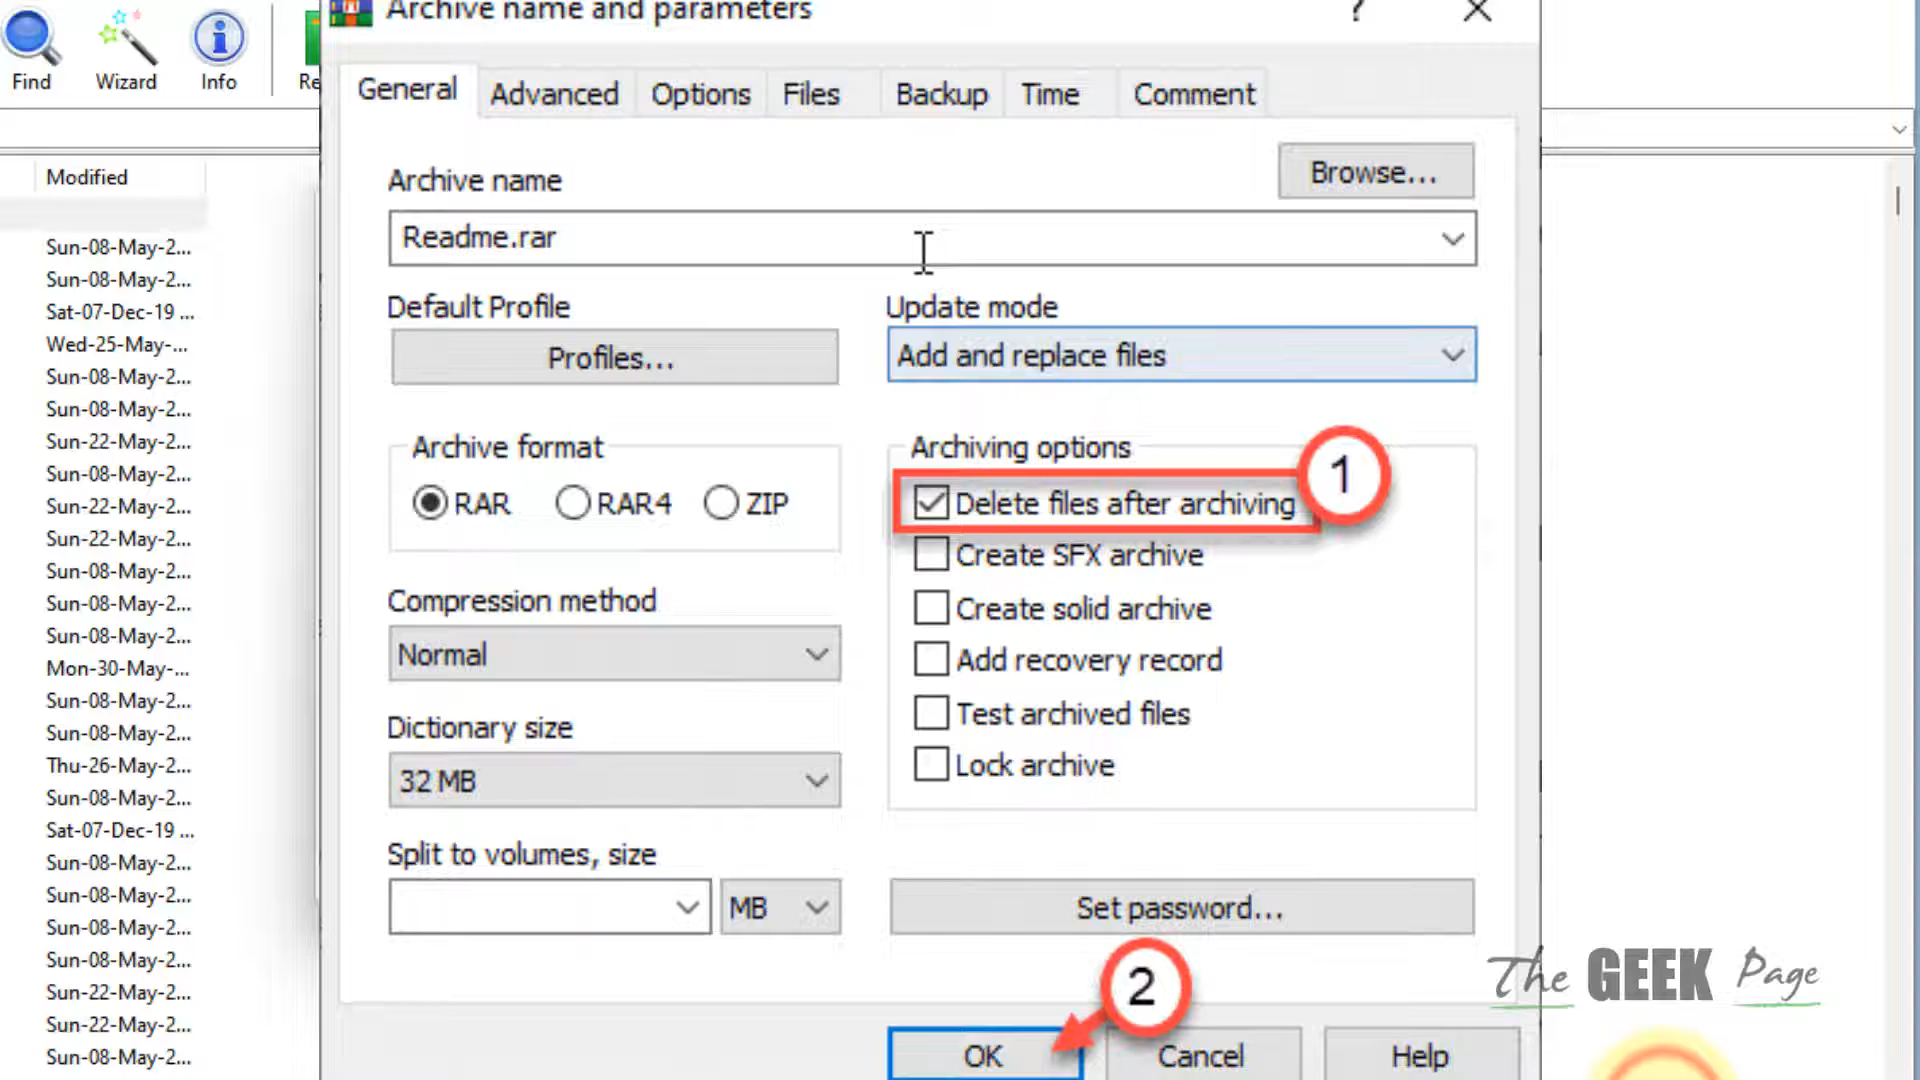 Archive name and parameters
?
Find
Wizard
Info
Re
General
Advanced
Options
Files
Backup
Time
Comment
Modified
Browse...
Archive name
Readme.rar
Default Profile
Update mode
Profiles...
Add and replace files
Archive format
Archiving options
1
RAR
RAR4
ZIP
Delete files after archiving
Create SFX archive
Compression method
Create solid archive
Normal
Add recovery record
Dictionary size
Test archived files
32 MB
Lock archive
Split to volumes, size
MB
Set password...
2
OK
Cancel
Help
Sun-08-May-2...
Sun-08-May-2...
Sat-07-Dec-19 ...
Wed-25-May-...
Sun-08-May-2...
Sun-08-May-2...
Sun-22-May-2...
Sun-08-May-2...
Sun-22-May-2...
Sun-22-May-2...
Sun-08-May-2...
Sun-08-May-2...
Sun-08-May-2...
Mon-30-May-...
Sun-08-May-2...
Sun-08-May-2...
Thu-26-May-2...
Sun-08-May-2...
Sat-07-Dec-19 ...
Sun-08-May-2...
Sun-08-May-2...
Sun-08-May-2...
Sun-22-May-2...
Sun-22-May-2...
Sun-22-May-2...
Sun-08-May-2...
The GEEK Page